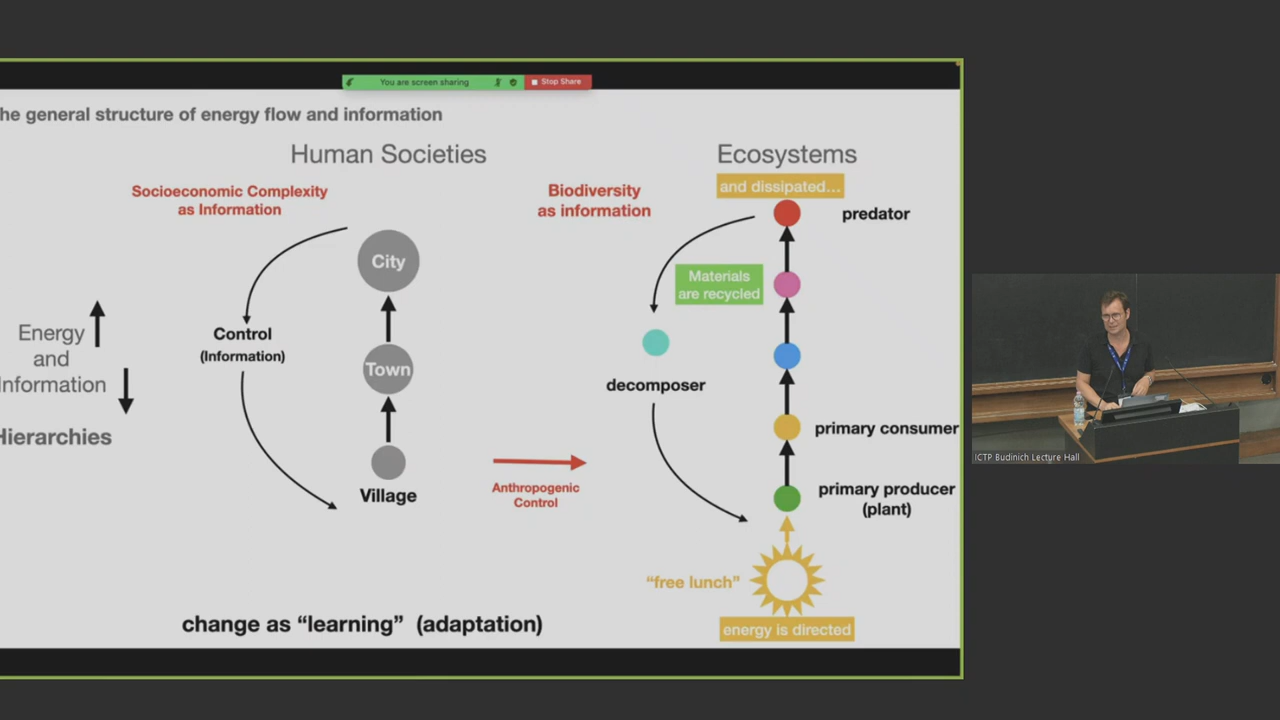 You are screen sharing
Stop Share
he general structure of energy flow and information
Human Societies
Ecosystems
Socioeconomic Complexity
as Information
Biodiversity
as information
and dissipated...
predator
City
Materials
are recycled
Energy
and
Information
Hierarchies
Control
(Information)
Town
decomposer
primary consumer
Village
Anthropogenic
Control
primary producer
(plant)
“free lunch”
change as “learning” (adaptation)
energy is directed
ICTP Budinich Lecture Hall